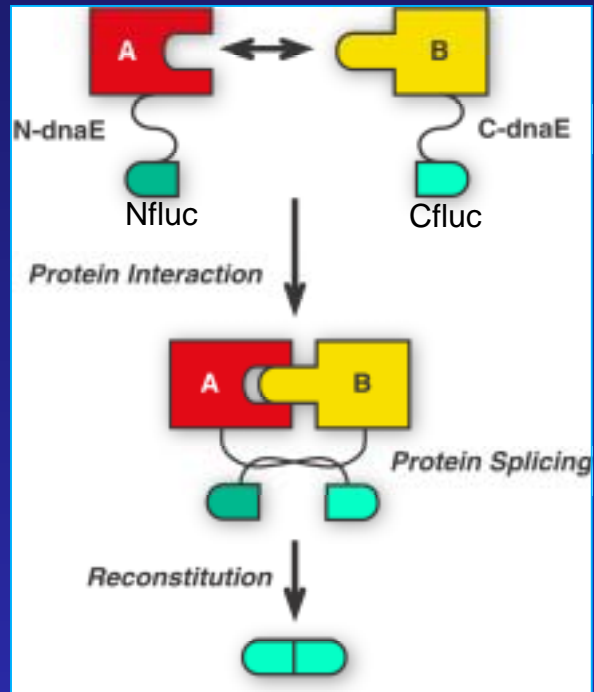 A
B
N-dnaE
C-dnaE
Nfluc
Cfluc
Protein Interaction
A
B
Protein Splicing
Reconstitution